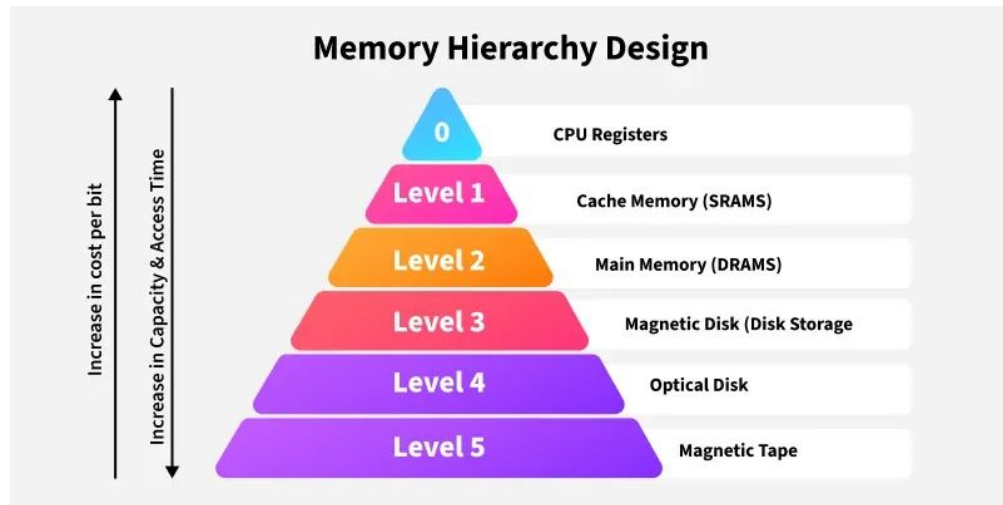 Memory Hierarchy Design
Increase in cost per bit
Increase in Capacity & Access Time
0
CPU Registers
Level 1
Cache Memory (SRAMS)
Level 2
Main Memory (DRAMS)
Level 3
Magnetic Disk (Disk Storage
Level 4
Optical Disk
Level 5
Magnetic Tape